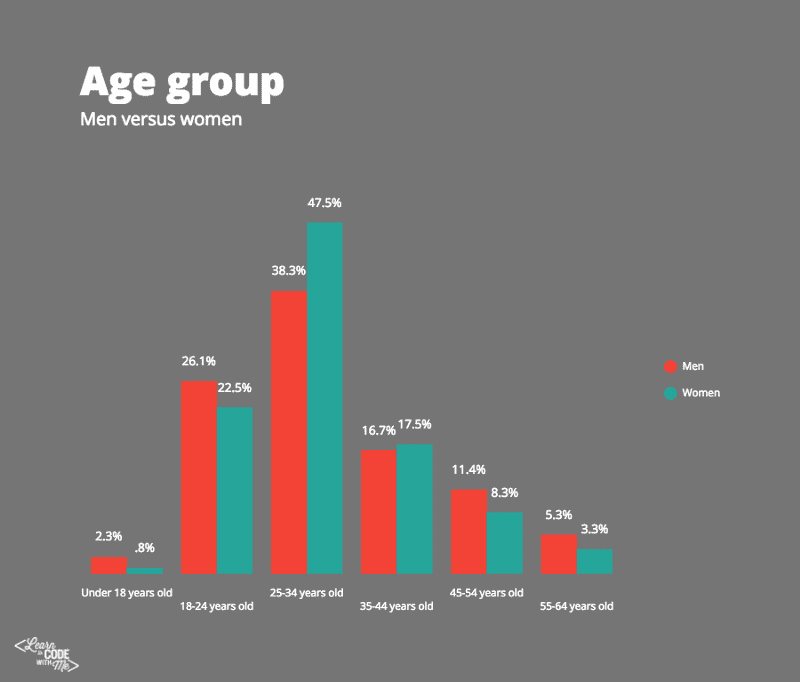 Age group
Men versus women
47.5%
38.3%
26.1%
22.5%
16.7%
17.5%
11.4%
8.3%
5.3%
3.3%
2.3%
.8%
Men
Women
Under 18 years old
18-24 years old
25-34 years old
35-44 years old
45-54 years old
55-64 years old
Learn
to CODE
WITH Me